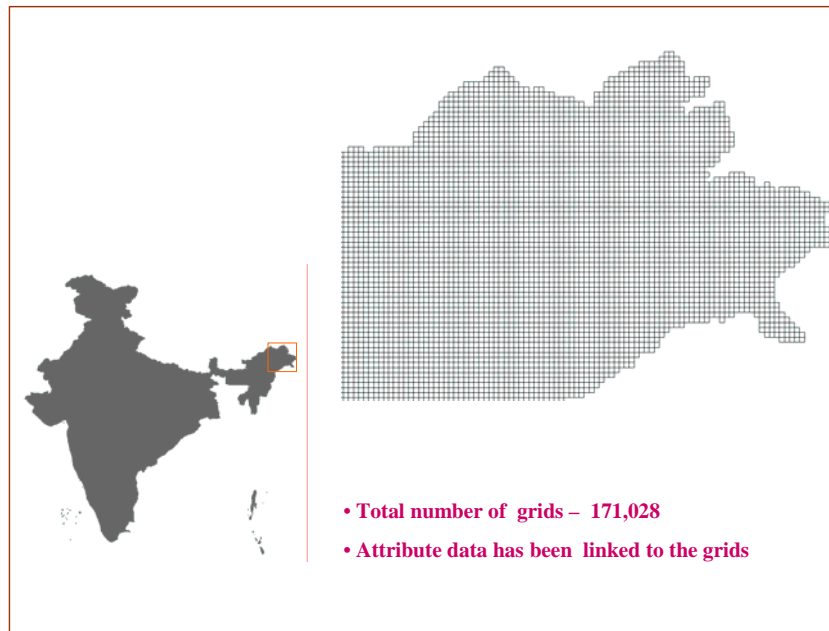 • Total number of grids – 171,028
• Attribute data has been linked to the grids